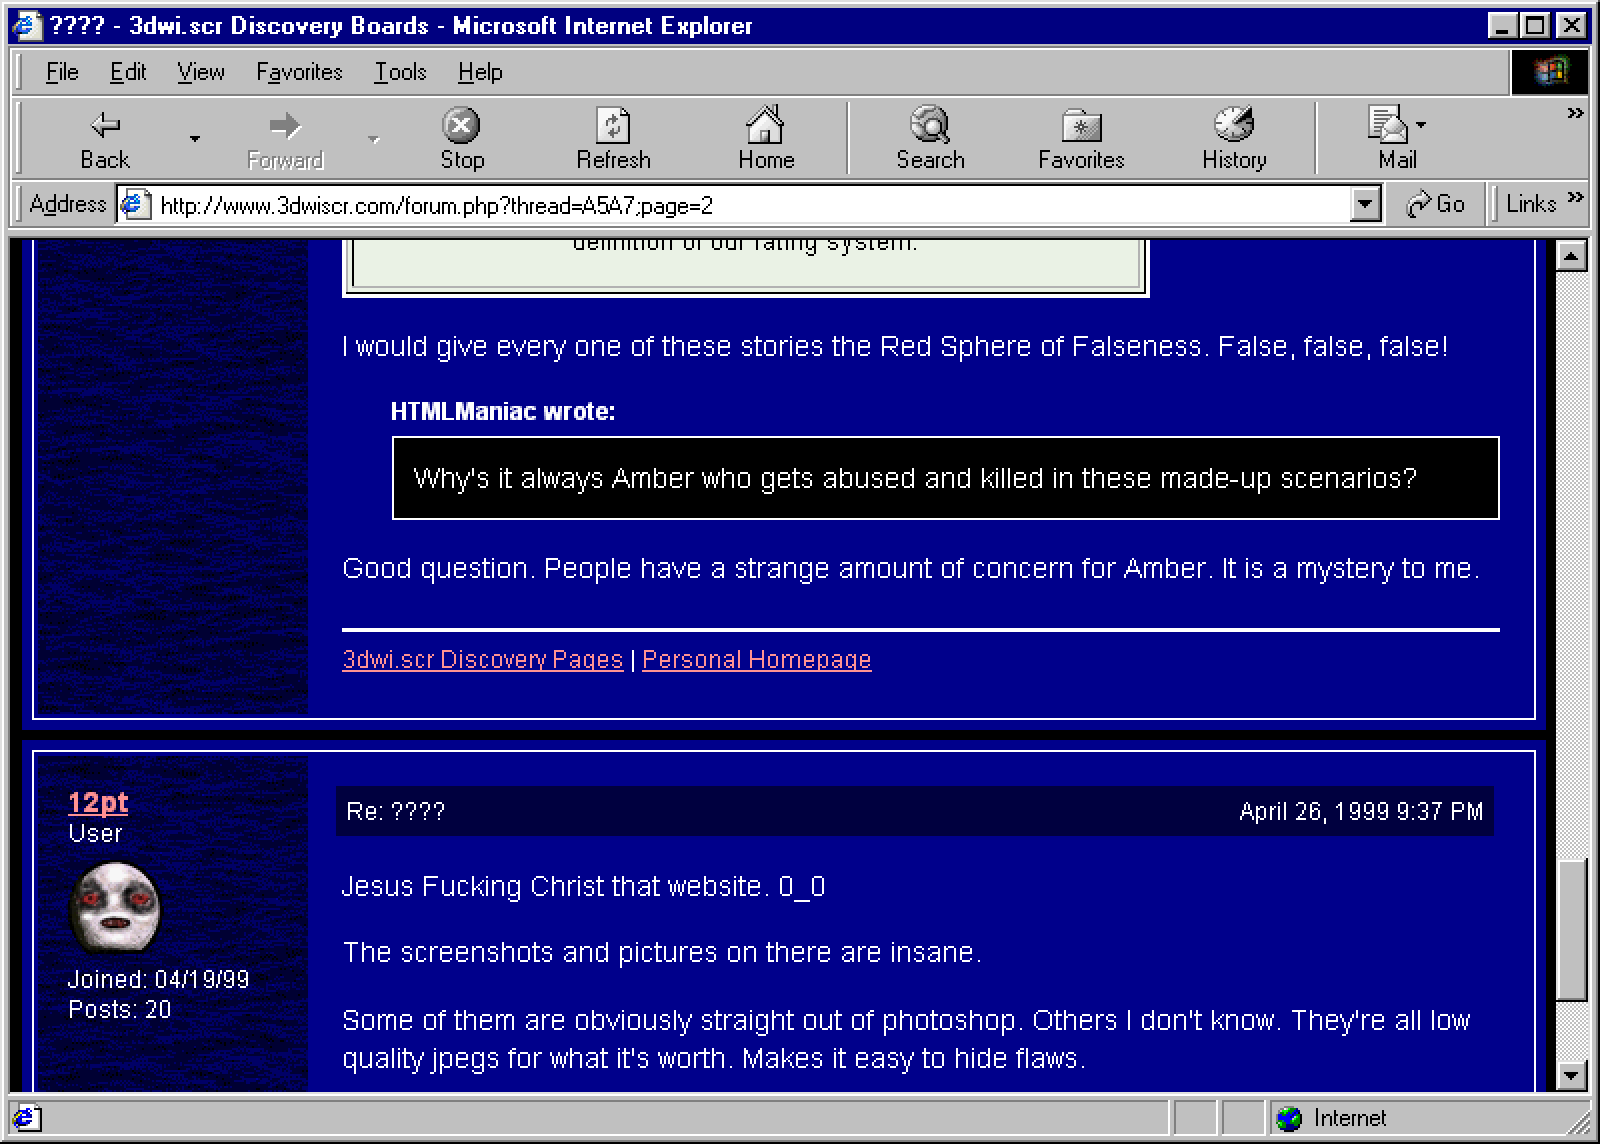 ???? - 3dwi.scr Discovery Boards - Microsoft Internet Explorer
File Edit View Favorites Tools Help
Back Forward Stop Refresh Home Search Favorites History Mail »
Address http://www.3dwiscr.com/forum.php?thread=A5A7;page=2 Go Links »
definition of our rating system.
I would give every one of these stories the Red Sphere of Falseness. False, false, false!
HTMLManiac wrote:
Why's it always Amber who gets abused and killed in these made-up scenarios?
Good question. People have a strange amount of concern for Amber. It is a mystery to me.
3dwi.scr Discovery Pages | Personal Homepage
12pt
User
Joined: 04/19/99
Posts: 20
Re: ???? April 26, 1999 9:37 PM
Jesus Fucking Christ that website. 0_0
The screenshots and pictures on there are insane.
Some of them are obviously straight out of photoshop. Others I don't know. They're all low
quality jpegs for what it's worth. Makes it easy to hide flaws.
Internet